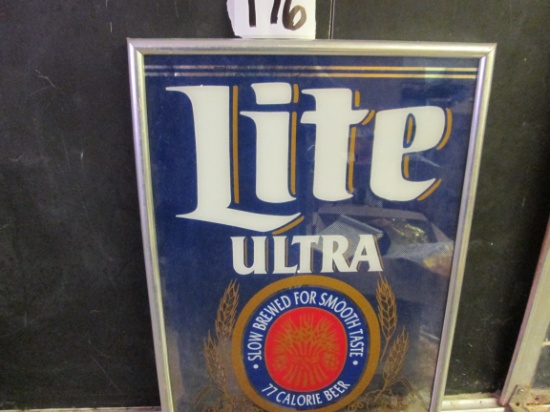 176
Lite
ULTRA
• SLOW BREWED FOR SMOOTH TASTE •
77 CALORIE BEER